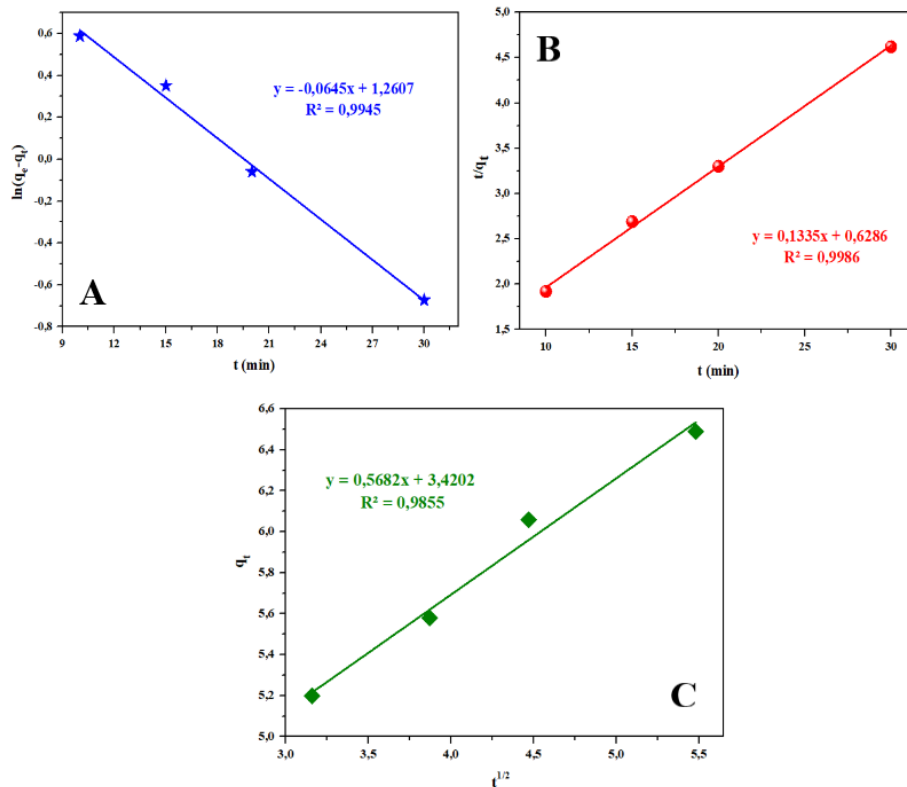 0,6
0,4
0,2
0,0
-0,2
-0,4
-0,6
-0,8
ln(qe-qt)
y = -0,0645x + 1,2607
R² = 0,9945
A
9 12 15 18 21 24 27 30
t (min)
5,0
4,5
4,0
3,5
3,0
2,5
2,0
1,5
t/qt
B
y = 0,1335x + 0,6286
R² = 0,9986
10 15 20 25 30
t (min)
6,6
6,4
6,2
6,0
5,8
5,6
5,4
5,2
5,0
qt
y = 0,5682x + 3,4202
R² = 0,9855
C
3,0 3,5 4,0 4,5 5,0 5,5
t1/2